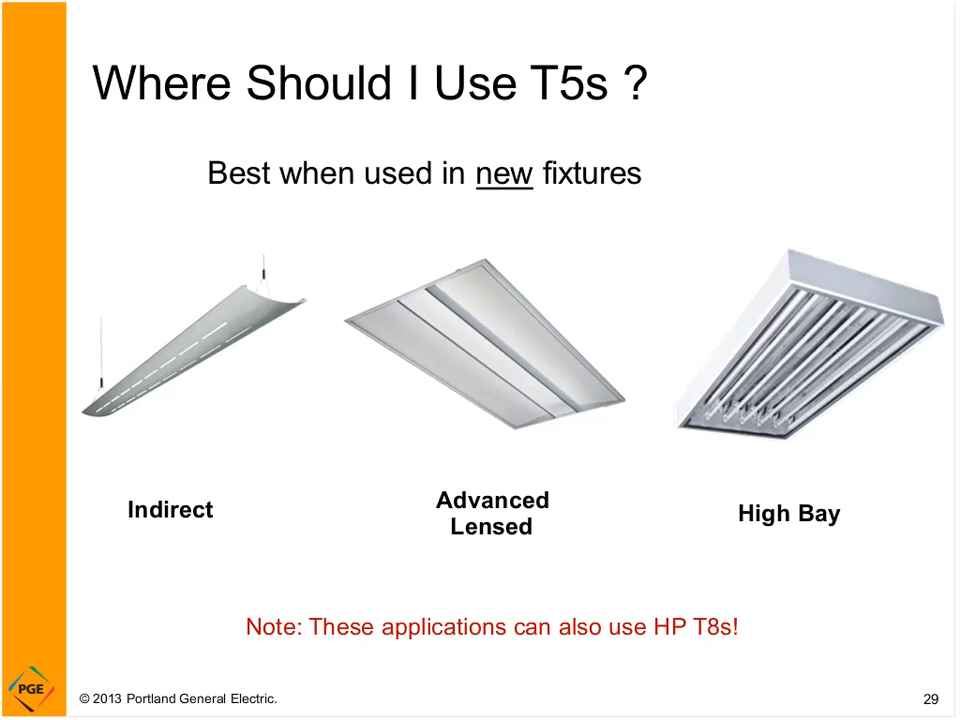 Where Should I Use T5s ?
Best when used in new fixtures
Indirect
Advanced
Lensed
High Bay
Note: These applications can also use HP T8s!
PGE
© 2013 Portland General Electric.
29